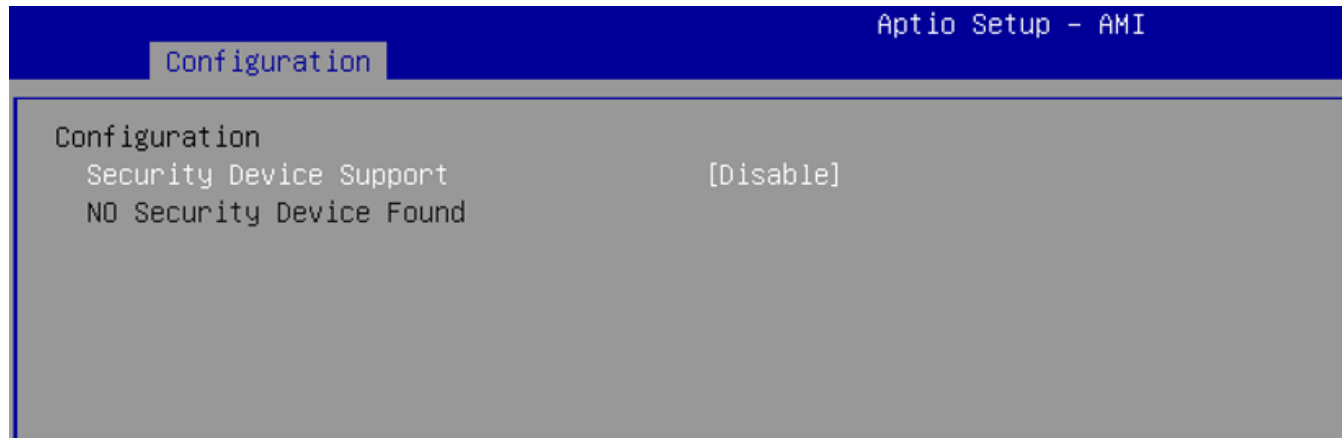 Aptio Setup – AMI
Configuration
Configuration
Security Device Support [Disable]
NO Security Device Found